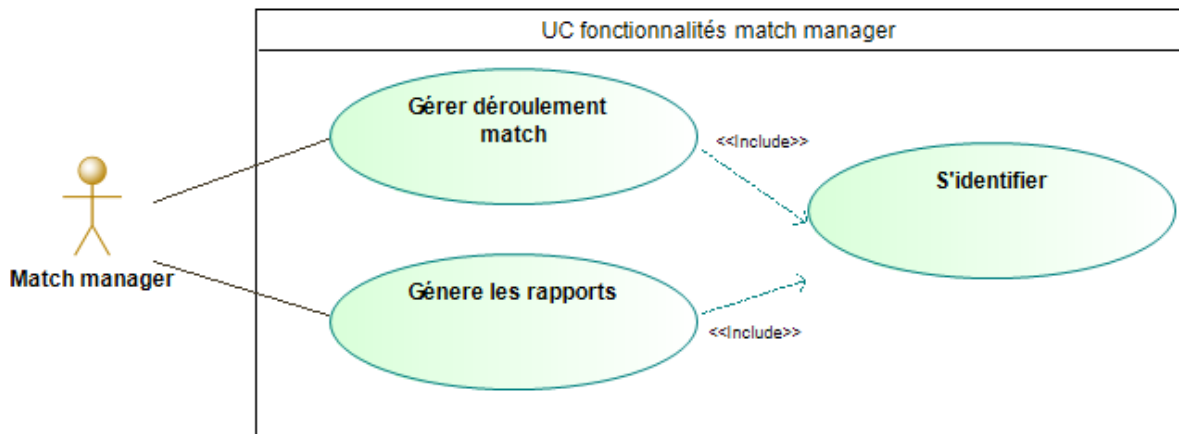 UC fonctionnalités match manager
Gérer déroulement
match
<<Include>>
S'identifier
Match manager
Génere les rapports
<<Include>>